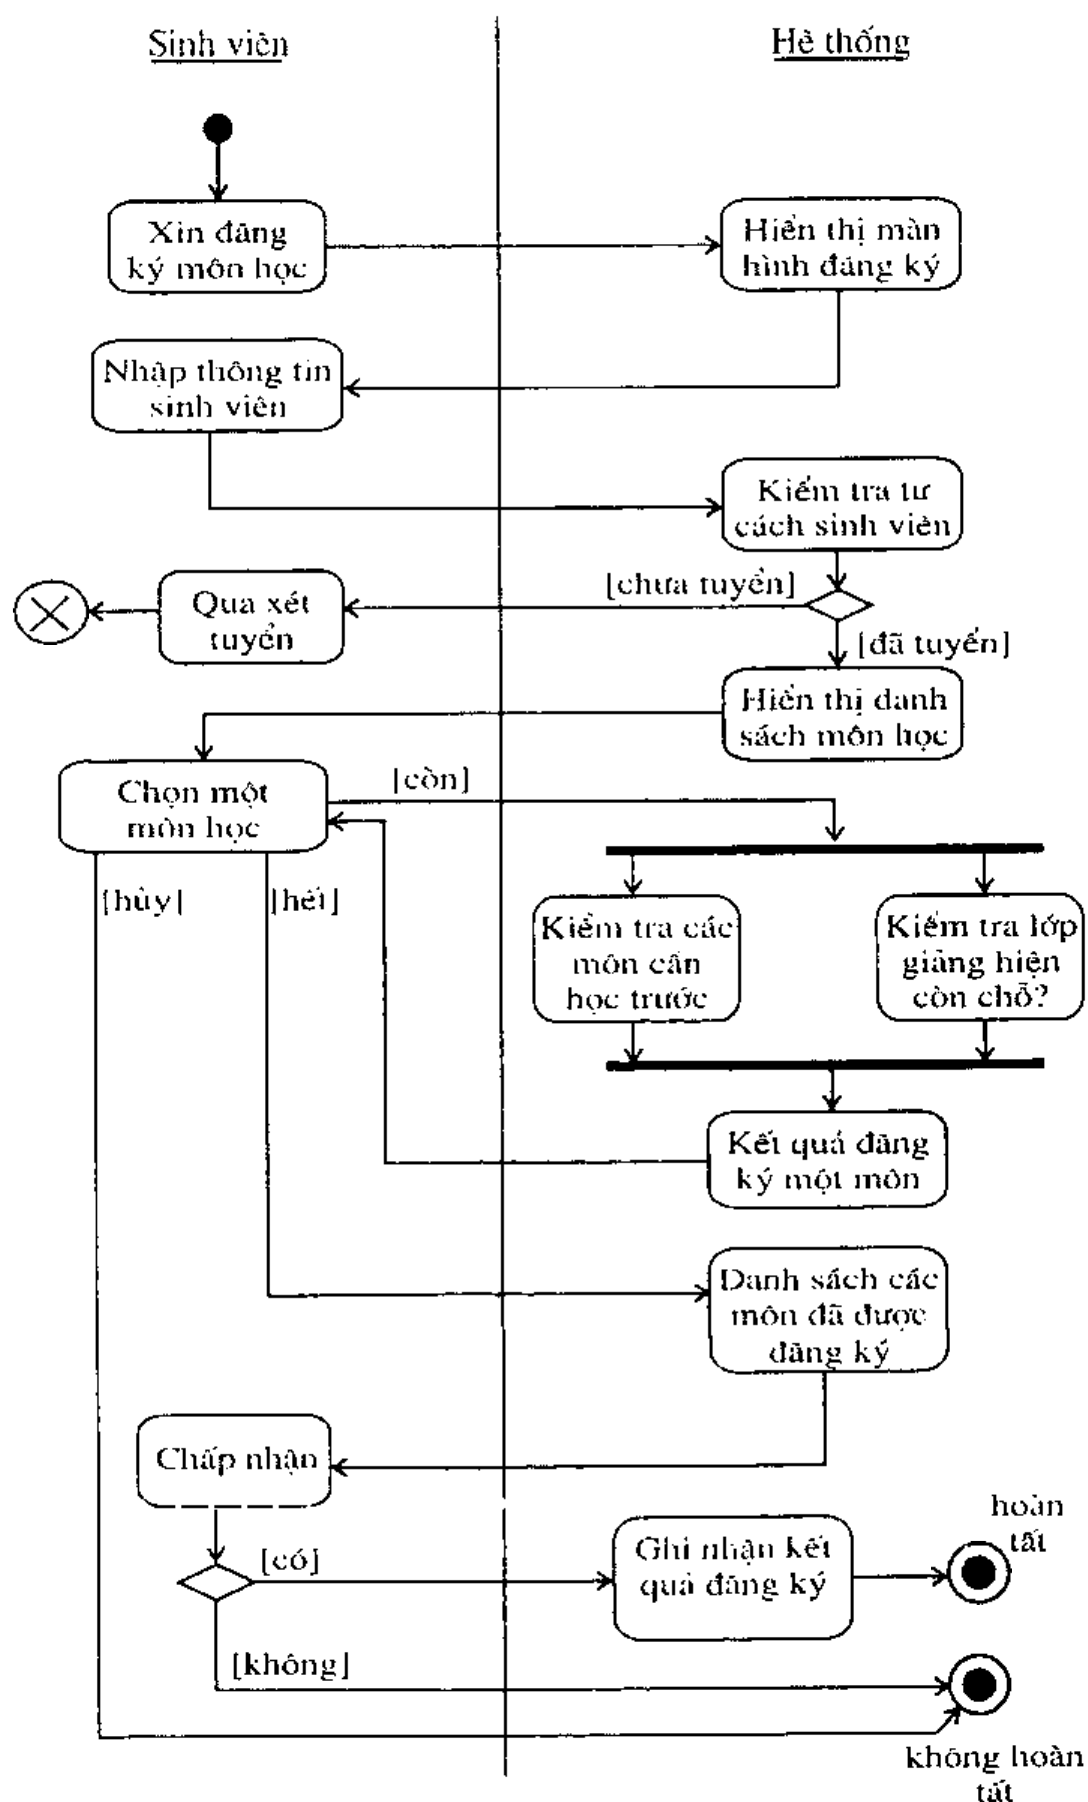 Sinh viên
Hệ thống
Xin đăng
ký môn học
Hiển thị màn
hình đăng ký
Nhập thông tin
sinh viên
Kiểm tra tư
cách sinh viên
[chưa tuyển]
Qua xét
tuyển
[đã tuyển]
Hiển thị danh
sách môn học
Chọn một
môn học
[còn]
[hủy]
[hết]
Kiểm tra các
môn cần
học trước
Kiểm tra lớp
giảng hiện
còn chỗ?
Kết quả đăng
ký một môn
Danh sách các
môn đã được
đăng ký
Chấp nhận
[có]
Ghi nhận kết
quả đăng ký
hoàn
tất
[không]
không hoàn
tất